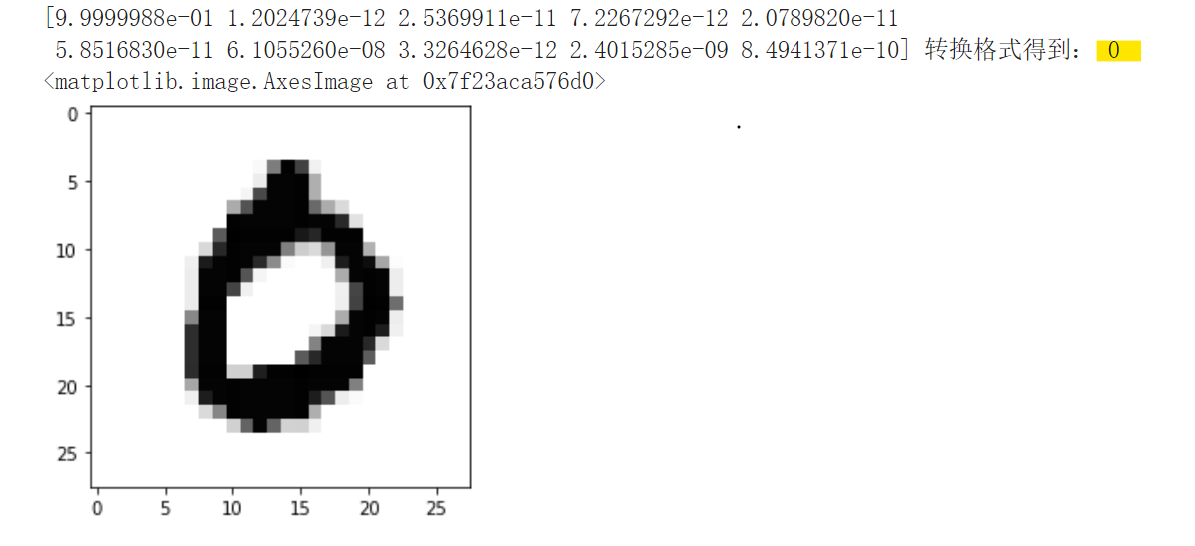 [9.9999988e-01 1.2024739e-12 2.5369911e-11 7.2267292e-12 2.0789820e-11
5.8516830e-11 6.1055260e-08 3.3264628e-12 2.4015285e-09 8.4941371e-10] 转换格式得到： 0
<matplotlib.image.AxesImage at 0x7f23aca576d0>
0
5
10
15
20
25
0 5 10 15 20 25